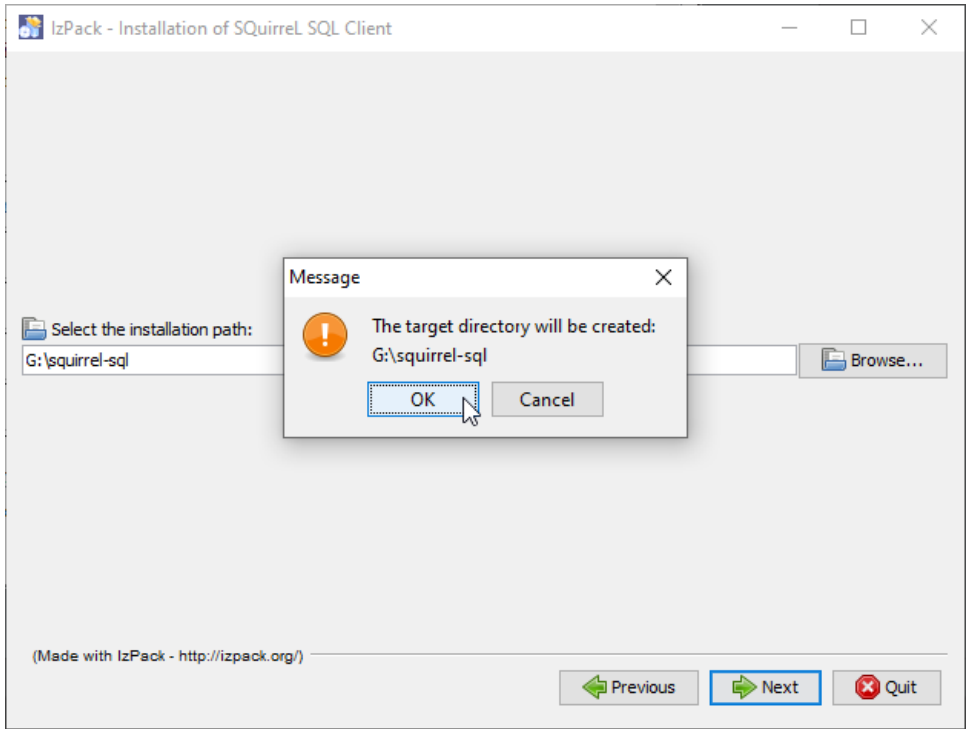 IzPack - Installation of SQuirreL SQL Client
Message
The target directory will be created:
G:\squirrel-sql
OK
Cancel
Select the installation path:
G:\squirrel-sql
Browse...
(Made with IzPack - http://izpack.org/)
Previous
Next
Quit